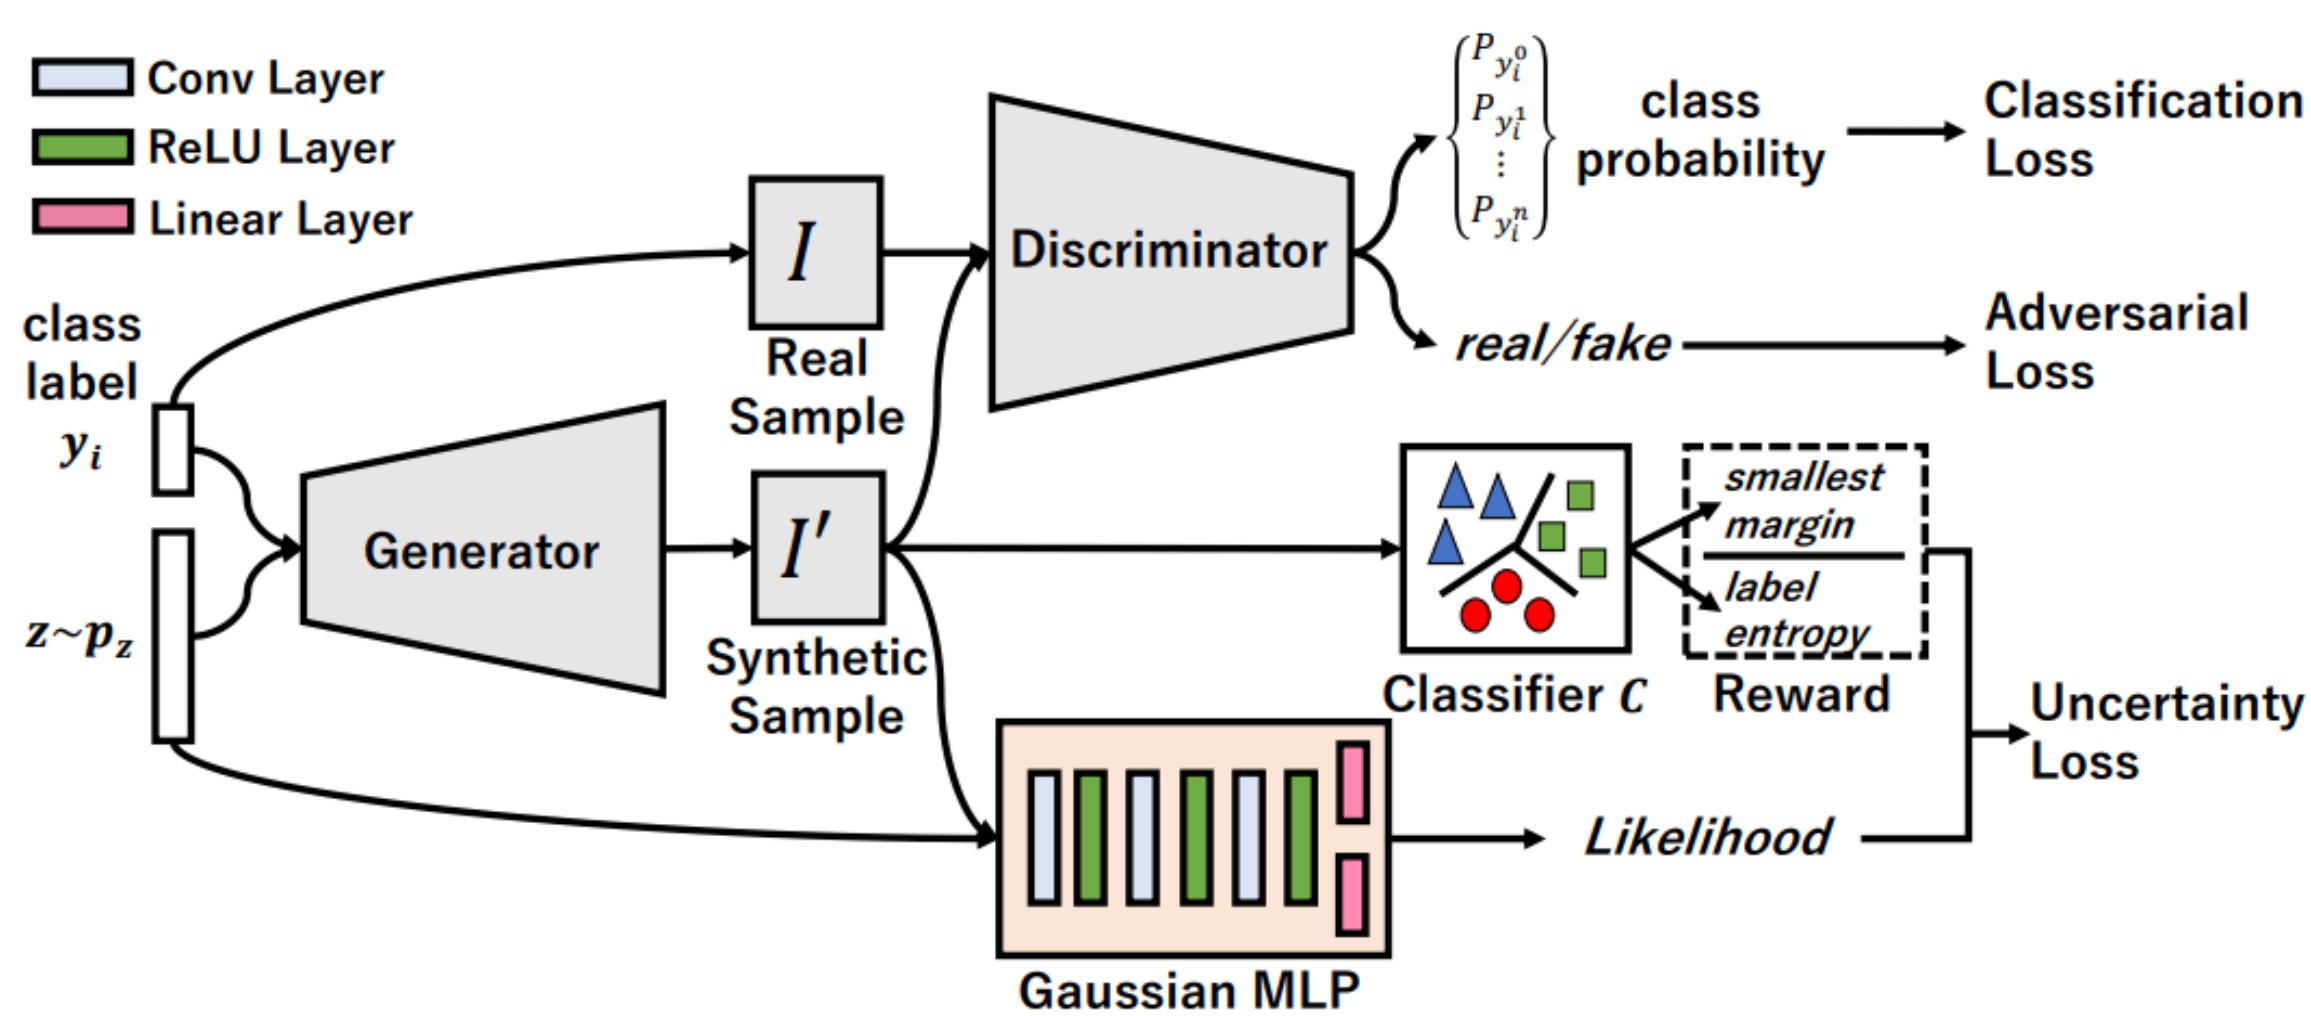 Conv Layer
ReLU Layer
Linear Layer
class
label
y_i
z~p_z
Generator
I
Real
Sample
I′
Synthetic
Sample
Discriminator
P_{y_i^0}
P_{y_i^1}
⋮
P_{y_i^n}
class
probability
Classification
Loss
real/fake
Adversarial
Loss
Classifier C
smallest
margin
label
entropy
Reward
Uncertainty
Loss
Likelihood
Gaussian MLP